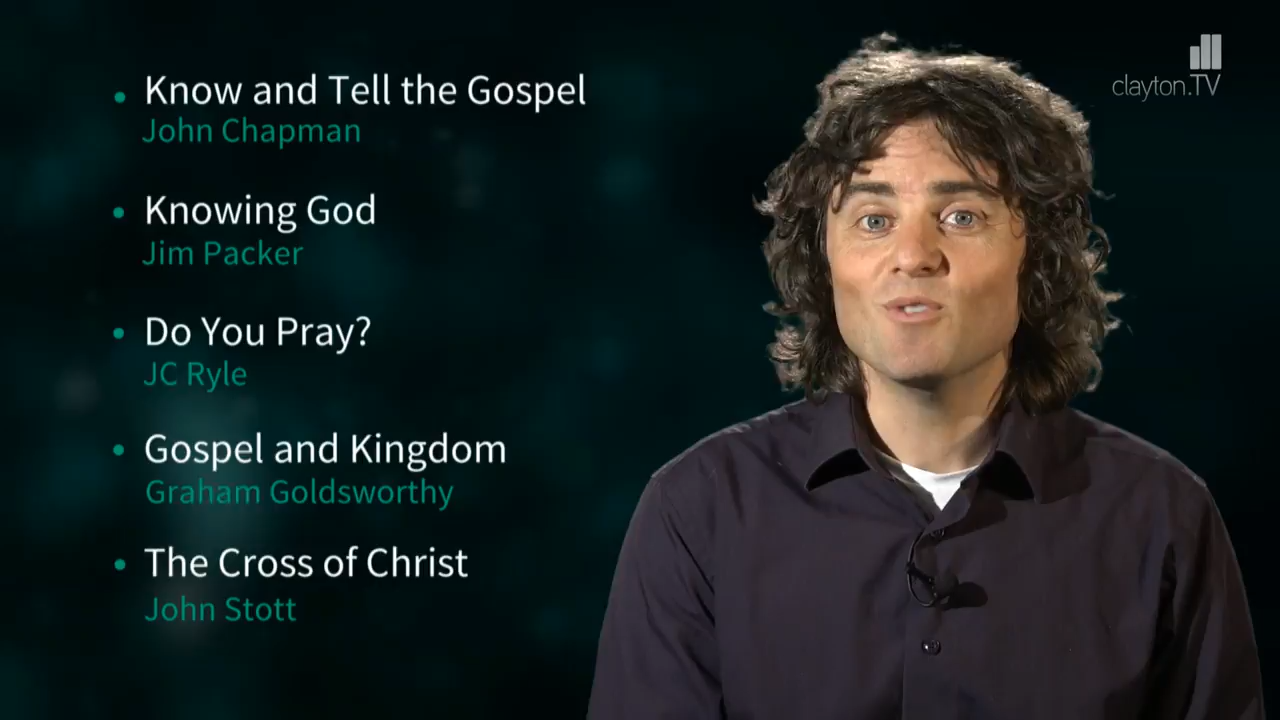 Know and Tell the Gospel
John Chapman
Knowing God
Jim Packer
Do You Pray?
JC Ryle
Gospel and Kingdom
Graham Goldsworthy
The Cross of Christ
John Stott
clayton.TV